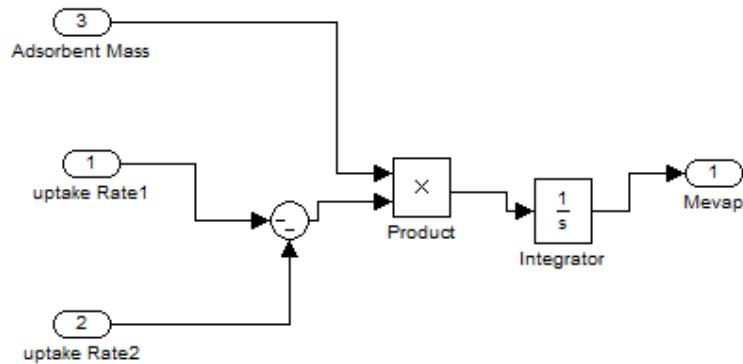 3
Adsorbent Mass
1
uptake Rate1
2
uptake Rate2
- -
×
Product
1
s
Integrator
1
Mevap